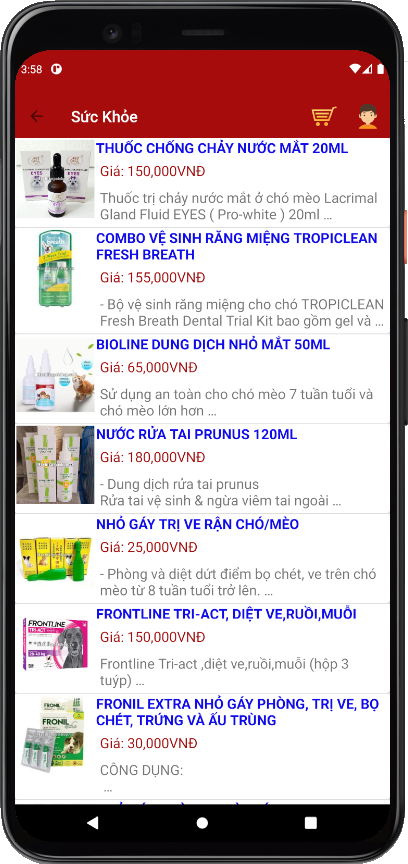 3:58
Sức Khỏe
THUỐC CHỐNG CHẢY NƯỚC MẮT 20ML
Giá: 150,000VNĐ
Thuốc trị chảy nước mắt ở chó mèo Lacrimal
Gland Fluid EYES ( Pro-white ) 20ml ...
COMBO VỆ SINH RĂNG MIỆNG TROPICLEAN
FRESH BREATH
Giá: 155,000VNĐ
- Bộ vệ sinh răng miệng cho chó TROPICLEAN
Fresh Breath Dental Trial Kit bao gồm gel và ...
BIOLINE DUNG DỊCH NHỎ MẮT 50ML
Giá: 65,000VNĐ
Sử dụng an toàn cho chó mèo 7 tuần tuổi và
chó mèo lớn hơn ...
NƯỚC RỬA TAI PRUNUS 120ML
Giá: 180,000VNĐ
- Dung dịch rửa tai prunus
Rửa tai vệ sinh & ngừa viêm tai ngoài ...
NHỎ GÁY TRỊ VE RẬN CHÓ/MÈO
Giá: 25,000VNĐ
- Phòng và diệt dứt điểm bọ chét, ve trên chó
mèo từ 8 tuần tuổi trở lên. ...
FRONTLINE
TRI-ACT
FRONTLINE TRI-ACT, DIỆT VE,RUỒI,MUỖI
Giá: 150,000VNĐ
Frontline Tri-act ,diệt ve,ruồi,muỗi (hộp 3
tuýp) ...
FRONIL
FRONIL EXTRA NHỎ GÁY PHÒNG, TRỊ VE, BỌ
CHÉT, TRỨNG VÀ ẤU TRÙNG
Giá: 30,000VNĐ
CÔNG DỤNG:
...